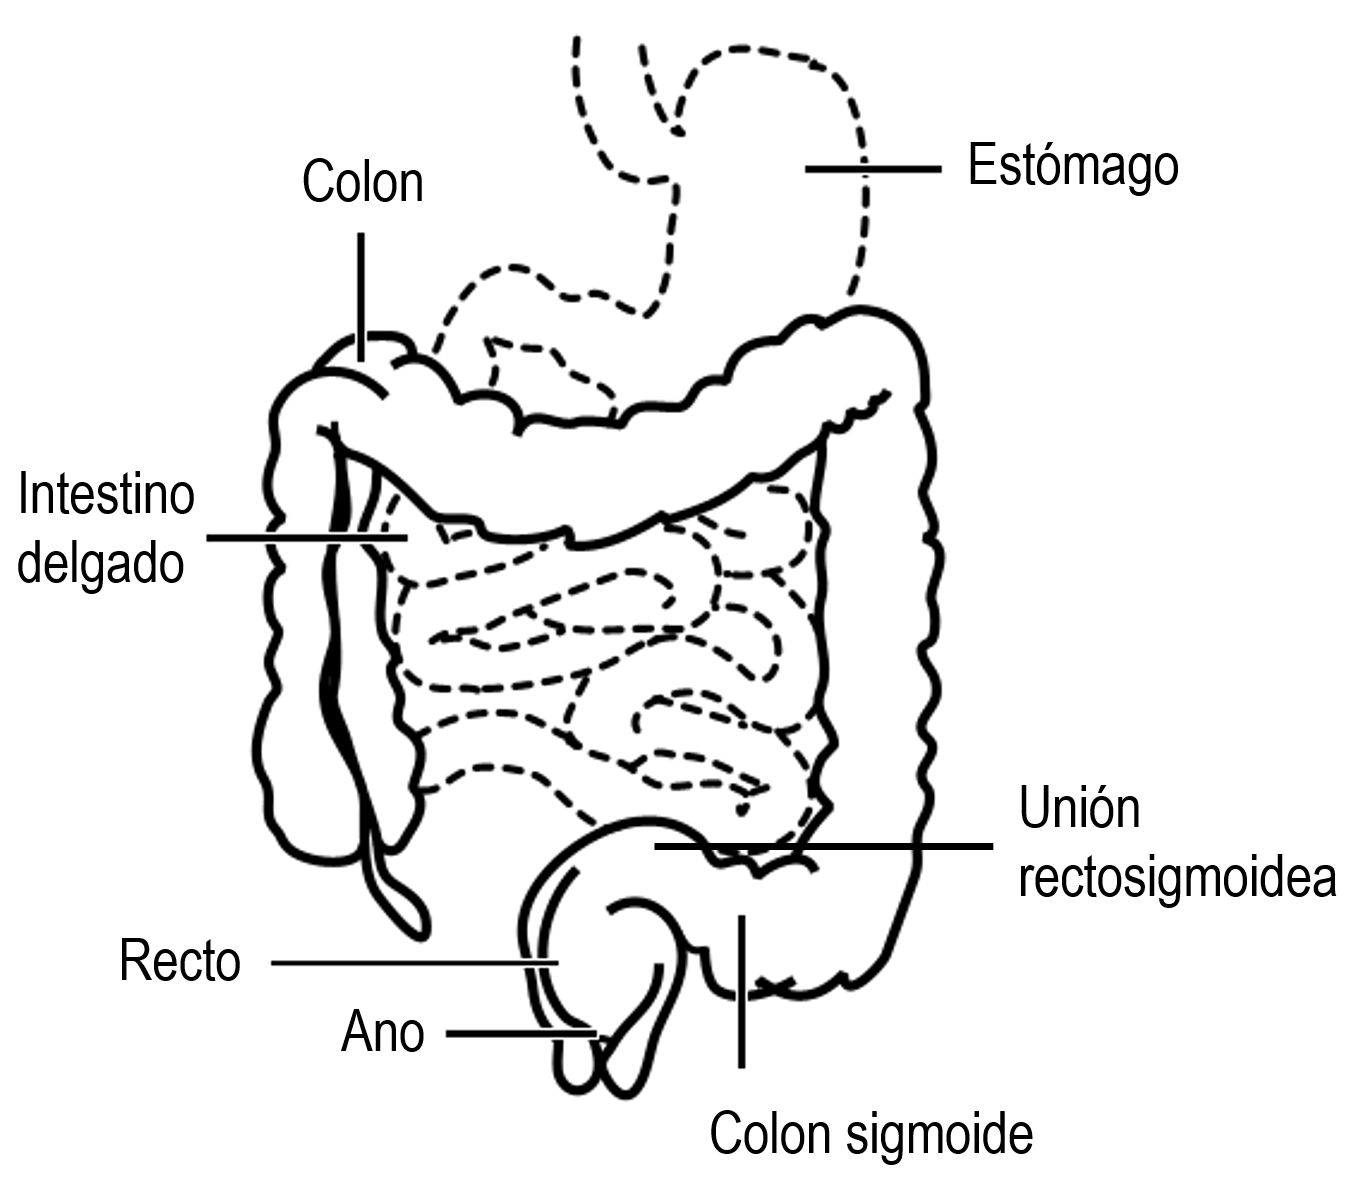 Estómago
Colon
Intestino
delgado
Unión
rectosigmoidea
Recto
Ano
Colon sigmoide